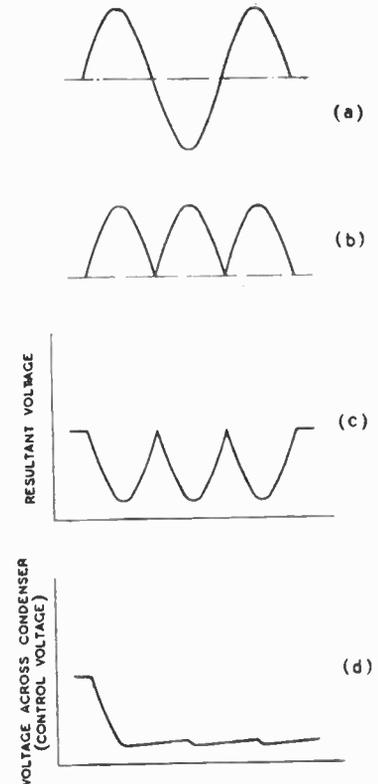 (a)
(b)
RESULTANT VOLTAGE
(c)
VOLTAGE ACROSS CONDENSER
(CONTROL VOLTAGE)
(d)